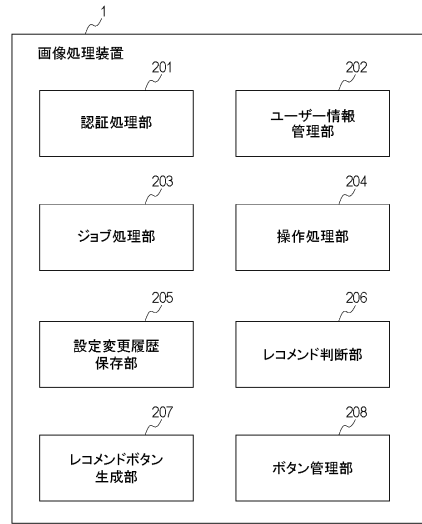 1
画像処理装置
201
202
認証処理部
ユーザー情報
管理部
203
204
ジョブ処理部
操作処理部
205
206
設定変更履歴
保存部
レコメンド判断部
207
208
レコメンドボタン
生成部
ボタン管理部